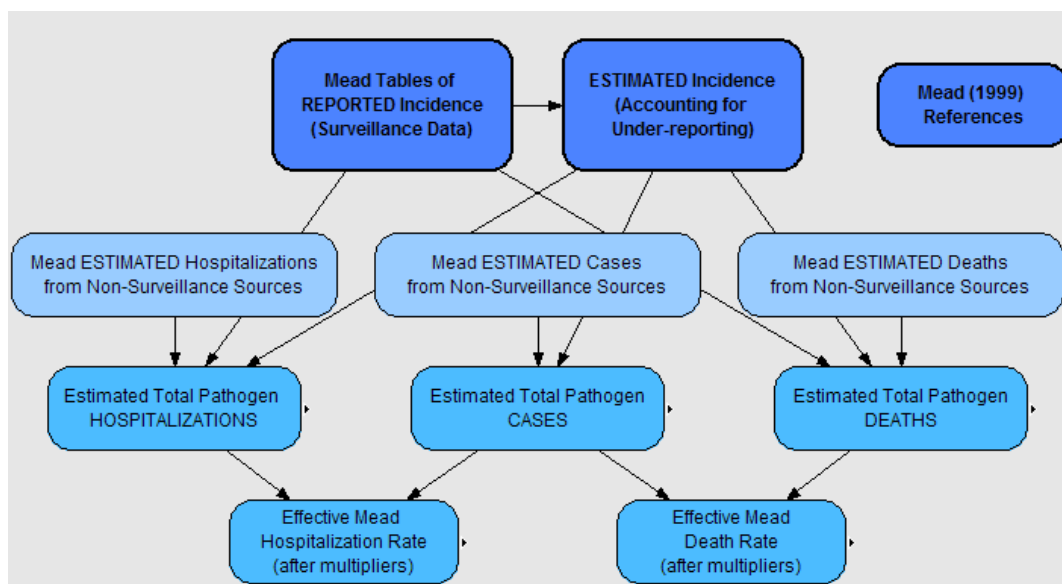 Mead Tables of
REPORTED Incidence
(Surveillance Data)
ESTIMATED Incidence
(Accounting for
Under-reporting)
Mead (1999)
References
Mead ESTIMATED Hospitalizations
from Non-Surveillance Sources
Mead ESTIMATED Cases
from Non-Surveillance Sources
Mead ESTIMATED Deaths
from Non-Surveillance Sources
Estimated Total Pathogen
HOSPITALIZATIONS
Estimated Total Pathogen
CASES
Estimated Total Pathogen
DEATHS
Effective Mead
Hospitalization Rate
(after multipliers)
Effective Mead
Death Rate
(after multipliers)